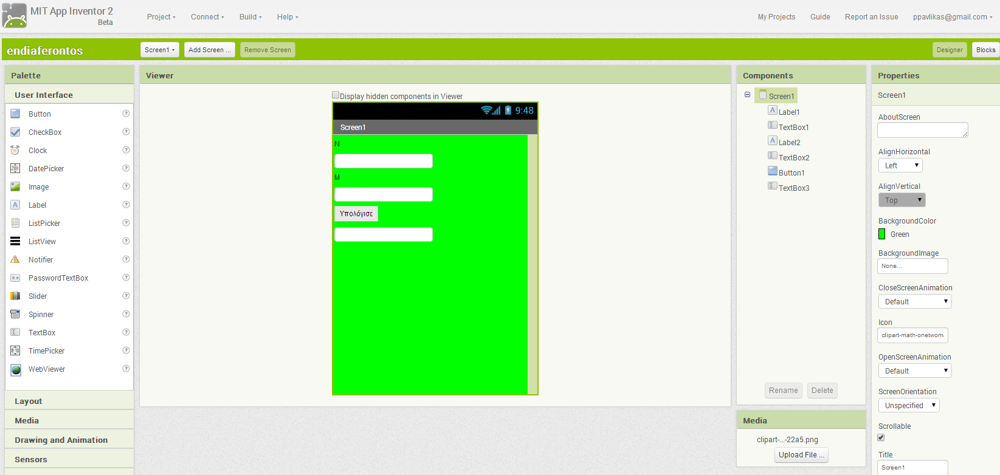 MIT App Inventor 2
Beta
Project Connect Build Help
My Projects Guide Report an Issue ppavlikas@gmail.com
endiaferontos
Screen1 Add Screen ... Remove Screen
Designer Blocks
Palette
User Interface
Button
CheckBox
Clock
DatePicker
Image
Label
ListPicker
ListView
Notifier
PasswordTextBox
Slider
Spinner
TextBox
TimePicker
WebViewer
Layout
Media
Drawing and Animation
Sensors
Viewer
Display hidden components in Viewer
9:48
Screen1
N
M
Υπολόγισε
Components
Screen1
Label1
TextBox1
Label2
TextBox2
Button1
TextBox3
Rename Delete
Media
clipart-...-22a5.png
Upload File ...
Properties
Screen1
AboutScreen
AlignHorizontal
Left
AlignVertical
Top
BackgroundColor
Green
BackgroundImage
None...
CloseScreenAnimation
Default
Icon
clipart-math-onetwom
OpenScreenAnimation
Default
ScreenOrientation
Unspecified
Scrollable
Title
Screen1